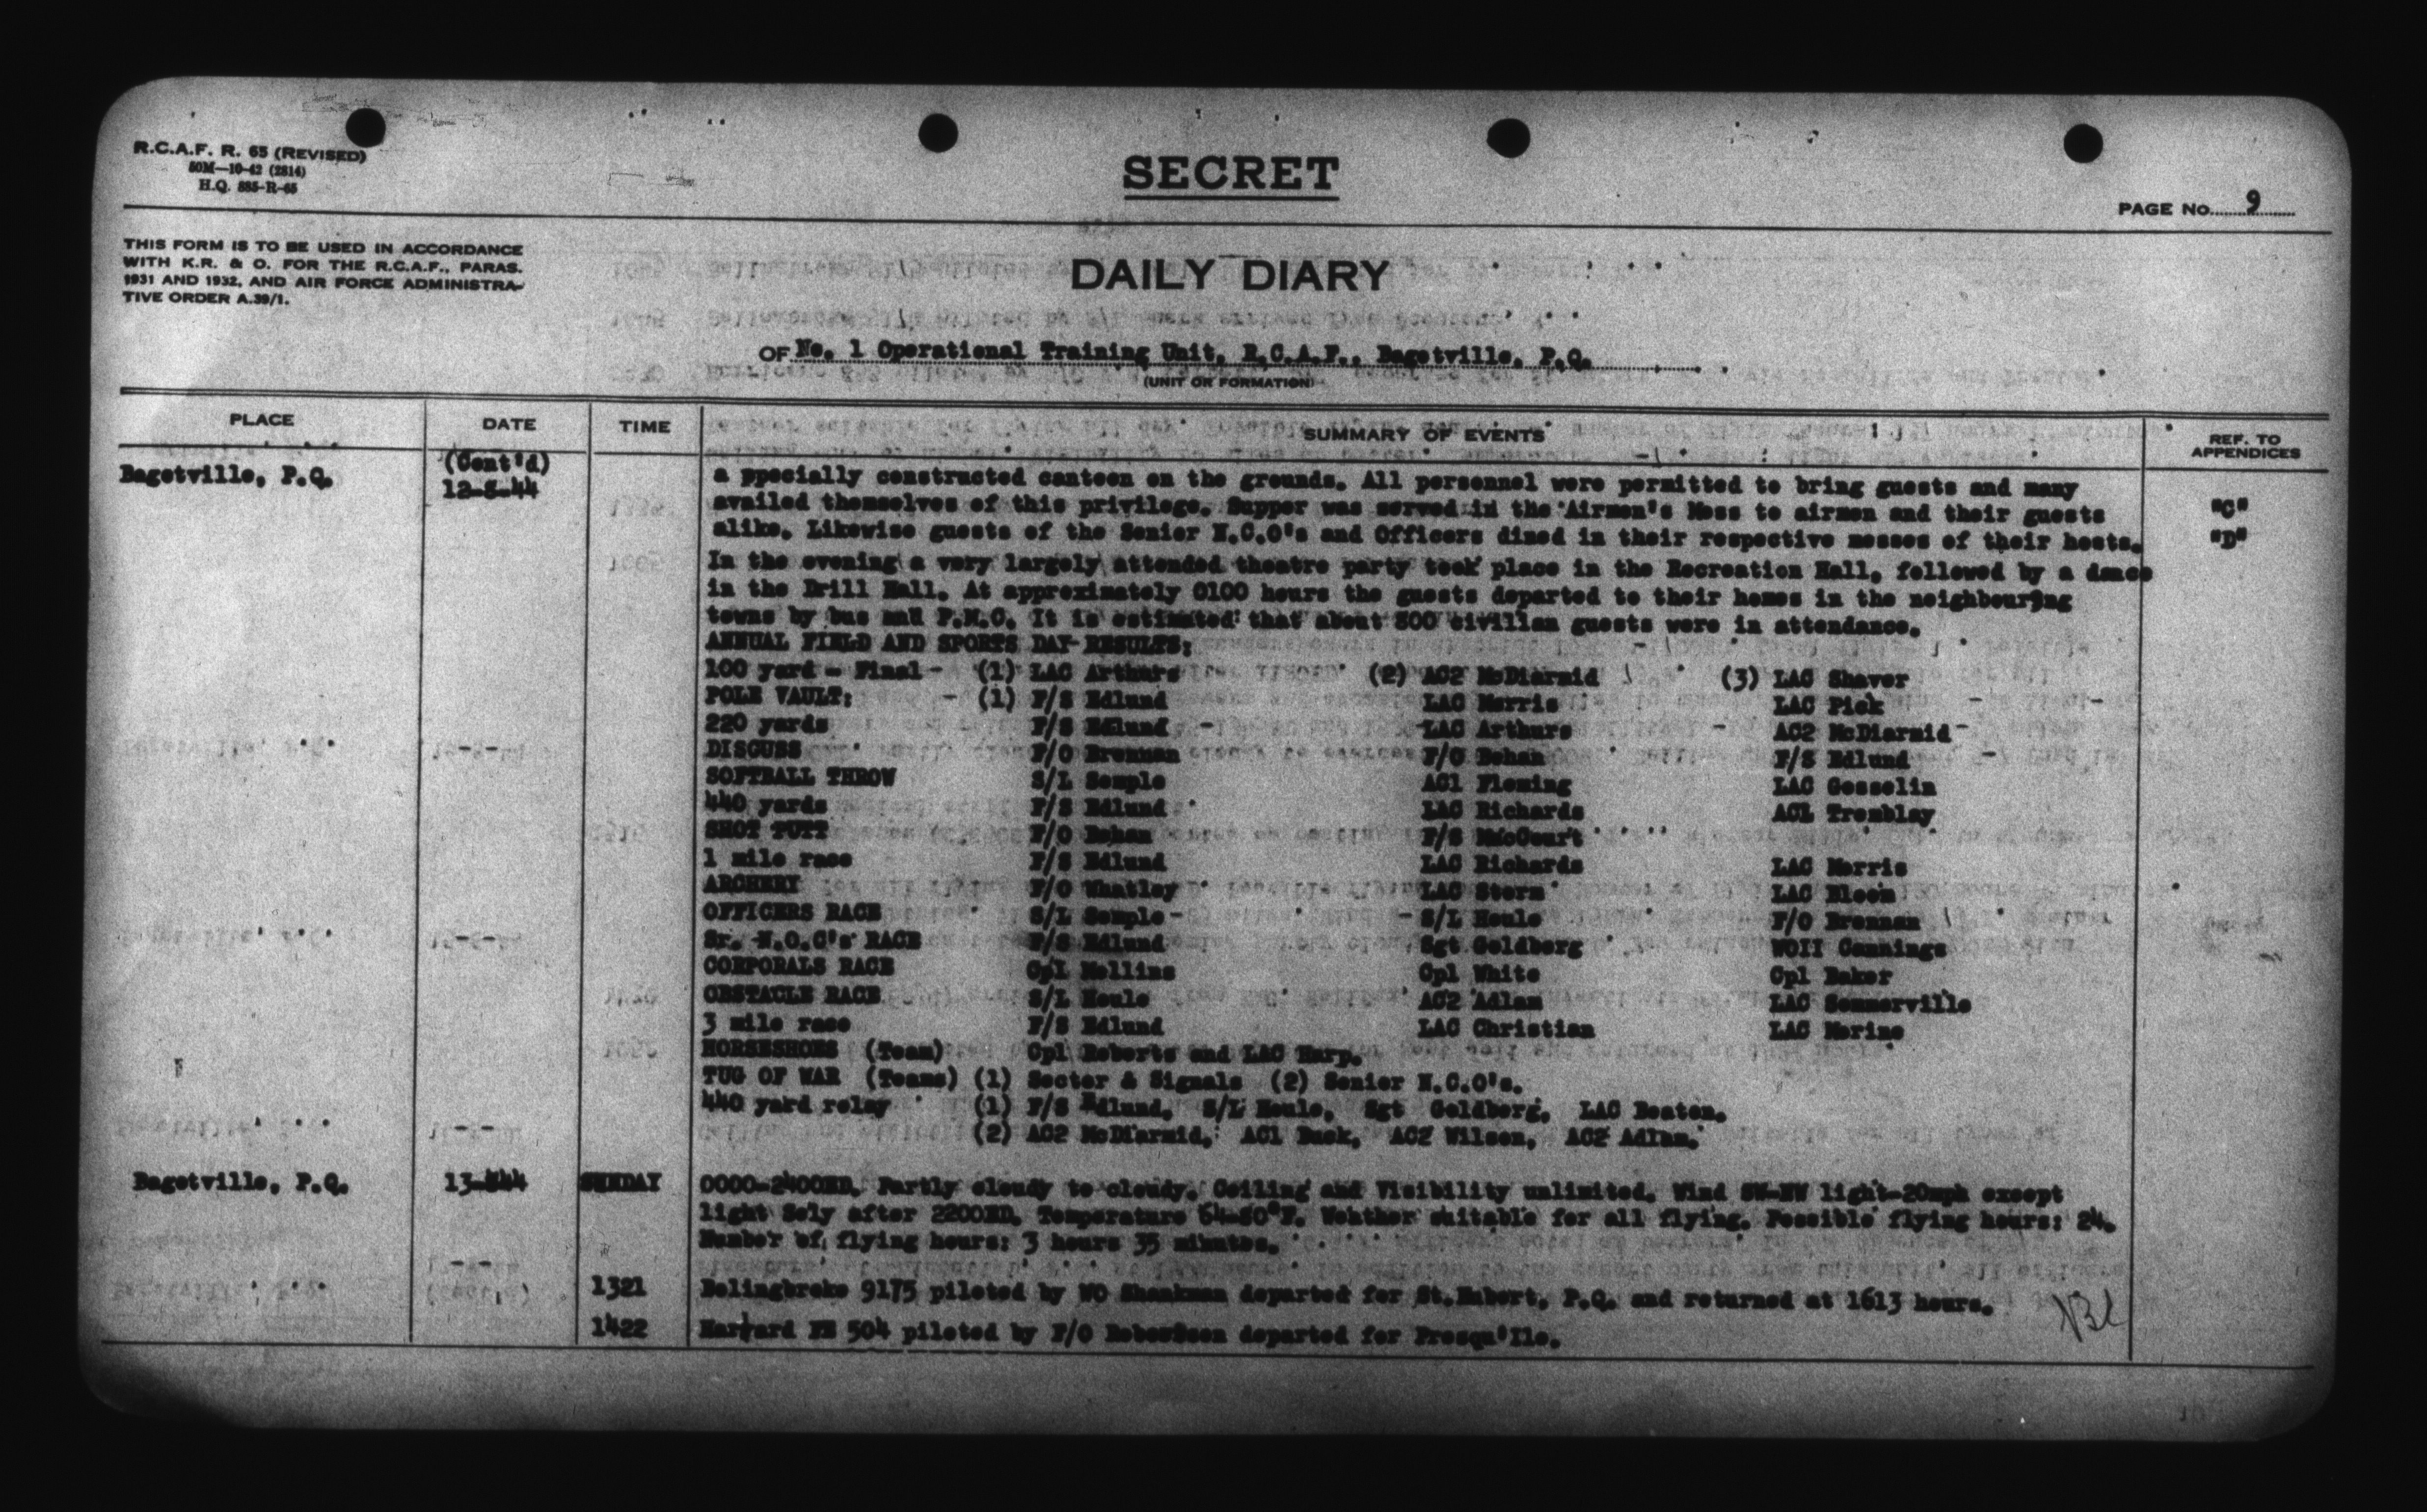 R.C.A.F. R. 65 (REVISED)
50M—10-42 (2814)
H.Q. 885-R-65
SECRET
PAGE No. 9
THIS FORM IS TO BE USED IN ACCORDANCE
WITH K.R. & O. FOR THE R.C.A.F., PARAS.
1931 AND 1932, AND AIR FORCE ADMINISTRA-
TIVE ORDER A.39/1.
DAILY DIARY
OF No. 1 Operational Training Unit, R.C.A.F., Bagotville, P.Q.
(UNIT OR FORMATION)
PLACE DATE TIME SUMMARY OF EVENTS REF. TO APPENDICES
Bagotville, P.Q. (Cont'd) 12-8-44
a ppecially constructed canteen on the grounds. All personnel were permitted to bring guests and many
availed themselves of this privilege. Supper was served in the Airmen's Mess to airmen and their guests "C"
alike. Likewise guests of the Senior N.C.O's and Officers dined in their respective messes of their hosts. "D"
In the evening a very largely attended theatre party took place in the Recreation Hall, followed by a dance
in the Drill Hall. At approximately 0100 hours the guests departed to their homes in the neighbouring
towns by bus and P.M.C. It is estimated that about 500 civilian guests were in attendance.
ANNUAL FIELD AND SPORTS DAY RESULTS:
100 yard - Final - (1) LAC Arthurs (2) AC2 McDiarmid (3) LAC Shaver
POLE VAULT: - (1) F/S Edlund LAC Morris LAC Pick
220 yards F/S Edlund LAC Arthurs AC2 McDiarmid
DISCUSS F/O Brennan F/O Behan F/S Edlund
SOFTBALL THROW S/L Semple AC1 Fleming LAC Gosselin
440 yards F/S Edlund LAC Richards AC1 Tremblay
SHOT PUTT F/O Behan F/S McCourt
1 mile race F/S Edlund LAC Richards LAC Morris
ARCHERY F/O Whatley LAC Storm LAC Bloom
OFFICERS RACE S/L Semple S/L Houle F/O Brennan
Sr. N.C.O's RACE F/S Edlund Sgt Goldberg WOII Cannings
CORPORALS RACE Cpl Mollins Cpl White Cpl Baker
OBSTACLE RACE S/L Houle AC2 Adlam LAC Sommerville
3 mile race F/S Edlund LAC Christian LAC Morine
HORSESHOES (Team) Cpl Roberts and LAC Harp.
TUG OF WAR (Teams) (1) Sector & Signals (2) Senior N.C.O's.
440 yard relay (1) F/S Edlund, S/L Houle, Sgt Goldberg, LAC Beaton.
(2) AC2 McDiarmid, AC1 Buck, AC2 Wilson, AC2 Adlam.
Bagotville, P.Q. 13-8-44 SUNDAY 0000-2400HD. Partly cloudy to cloudy. Ceiling and Visibility unlimited. Wind SW-NW light-20mph except
light Sely after 2200HD. Temperature 64-80°F. Wehther suitable for all flying. Possible flying hours: 24.
Number of flying hours: 3 hours 35 minutes.
1321 Bolingbroke 9175 piloted by WO Shankman departed for St.Hubert, P.Q. and returned at 1613 hours.
1422 Harvard FE 504 piloted by F/O Robertson departed for Presqu'Ile.